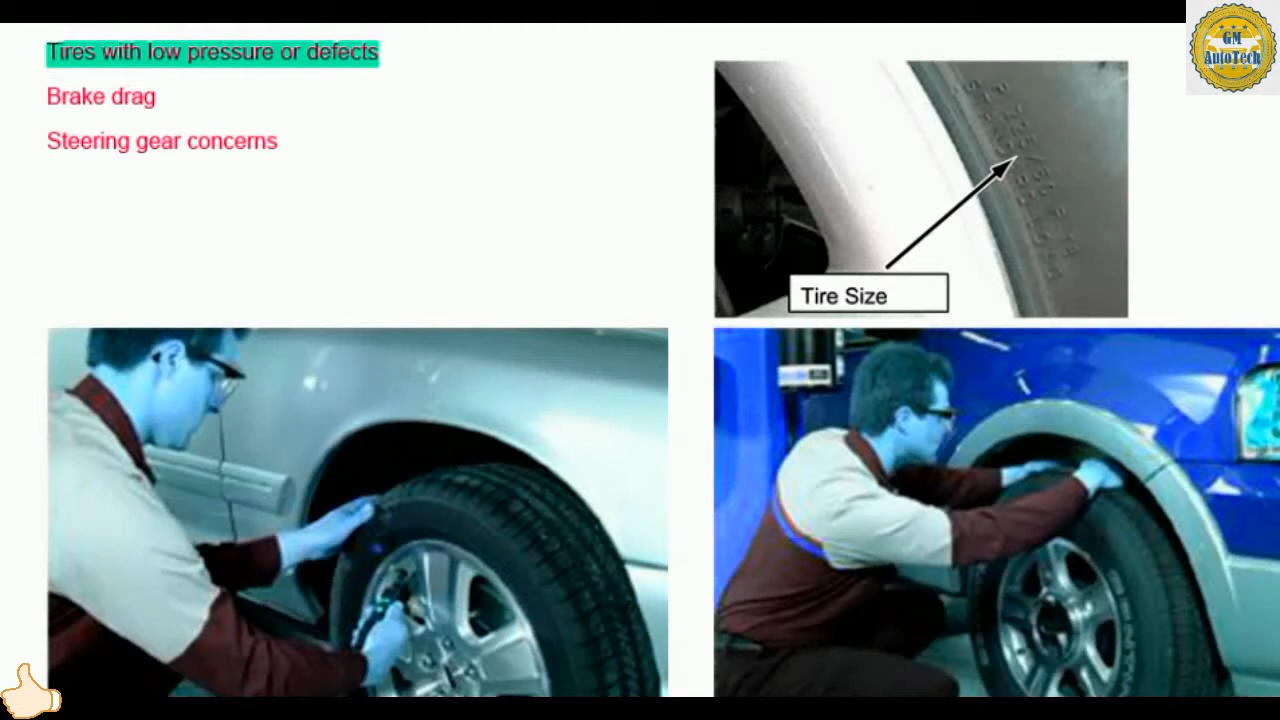 Tires with low pressure or defects
Brake drag
Steering gear concerns
GM
AutoTech
Tire Size